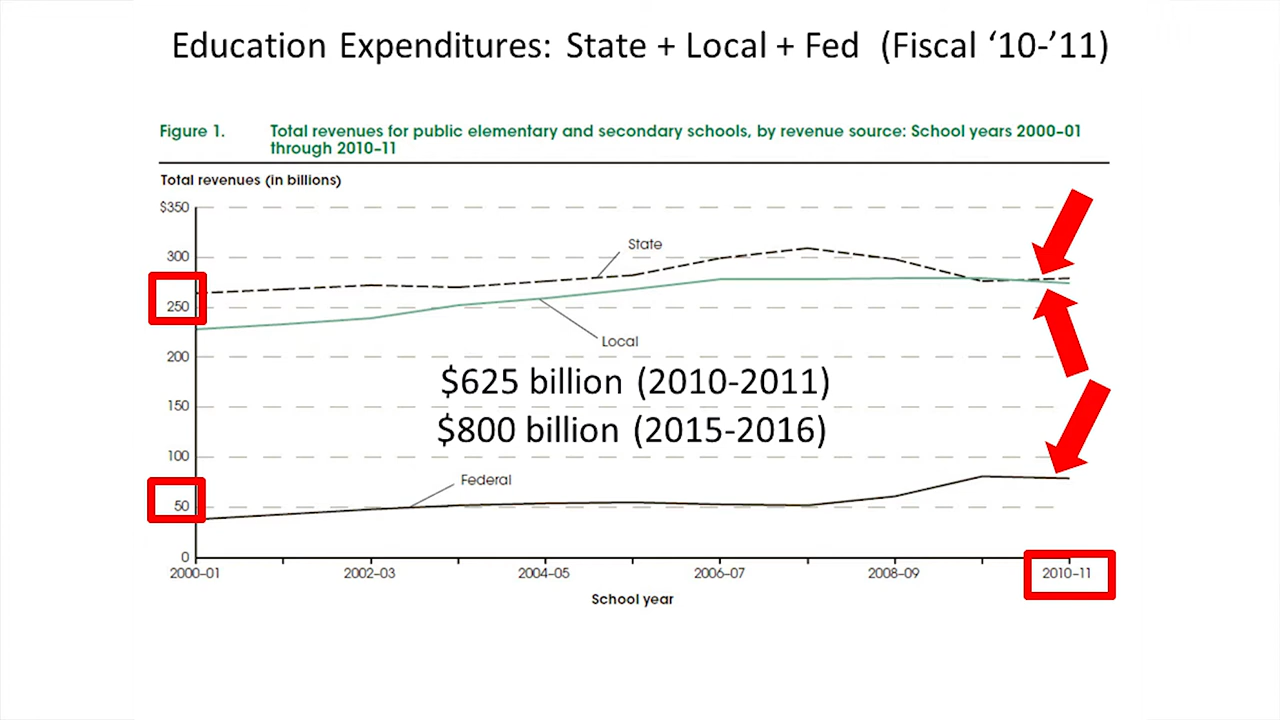 Education Expenditures: State + Local + Fed (Fiscal ‘10-’11)
Figure 1. Total revenues for public elementary and secondary schools, by revenue source: School years 2000–01
through 2010–11
Total revenues (in billions)
$350
300
State
250
Local
200
$625 billion (2010-2011)
150
$800 billion (2015-2016)
100
Federal
50
0
2000–01 2002–03 2004–05 2006–07 2008–09 2010–11
School year